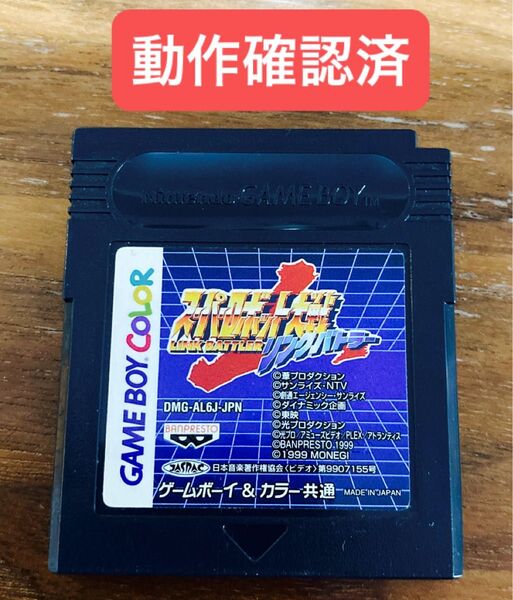 動作確認済
Nintendo GAME BOY TM
GAME BOY COLOR
スーパーロボット大戦
LINK BATTLER
リンクバトラー
DMG-AL6J-JPN
BANPRESTO
©葦プロダクション
©サンライズ・NTV
©創通エージェンシー・サンライズ
©ダイナミック企画
©東映
©光プロダクション
©光プロ/アミューズビデオ/PLEX/アトランティス
©BANPRESTO 1999
©1999 MONEGI
JASRAC 日本音楽著作権協会〈ビデオ〉第9907155号
ゲームボーイ&カラー共通
MADE IN JAPAN